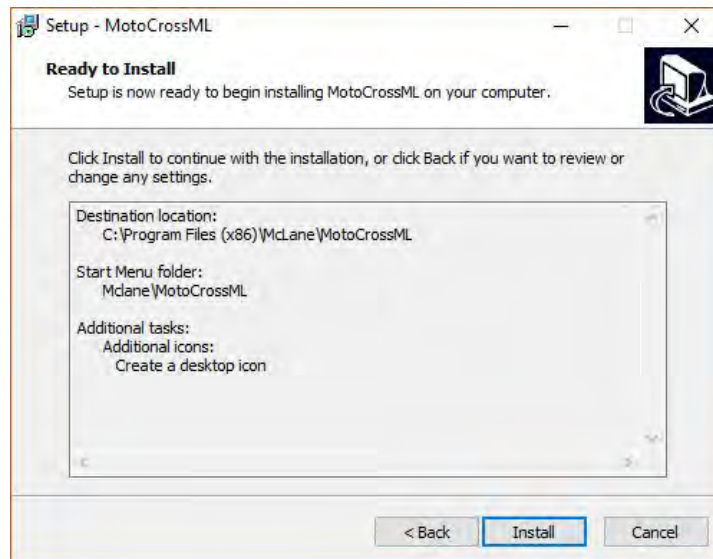 Setup - MotoCrossML
Ready to Install
Setup is now ready to begin installing MotoCrossML on your computer.
Click Install to continue with the installation, or click Back if you want to review or
change any settings.
Destination location:
C:\Program Files (x86)\McLane\MotoCrossML
Start Menu folder:
Mclane\MotoCrossML
Additional tasks:
Additional icons:
Create a desktop icon
< Back
Install
Cancel